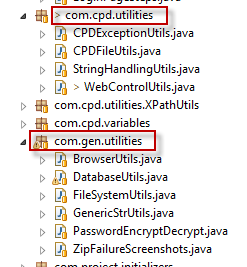 > com.cpd.utilities
CPDExceptionUtils.java
CPDFileUtils.java
StringHandlingUtils.java
> WebControlUtils.java
com.cpd.utilities.XPathUtils
com.cpd.variables
com.gen.utilities
BrowserUtils.java
DatabaseUtils.java
FileSystemUtils.java
GenericStrUtils.java
PasswordEncryptDecrypt.java
ZipFailureScreenshots.java
com.project.initializers